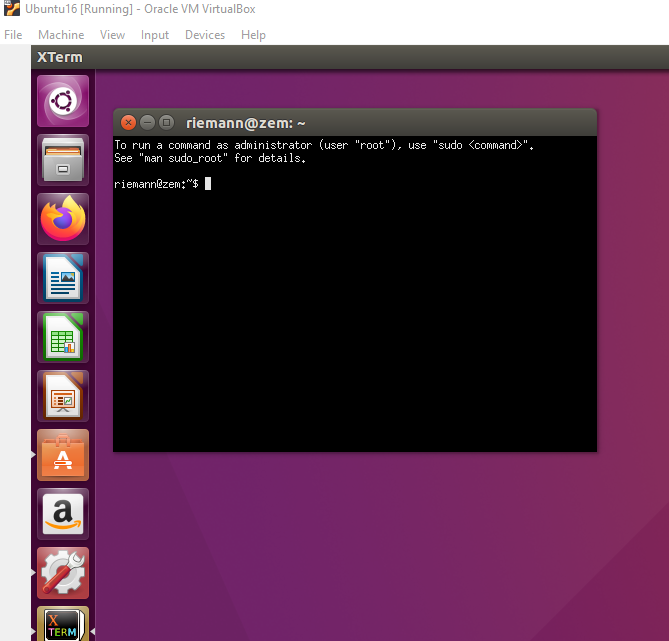 Ubuntu16 [Running] - Oracle VM VirtualBox
File Machine View Input Devices Help
XTerm
riemann@zem: ~
To run a command as administrator (user "root"), use "sudo <command>".
See "man sudo_root" for details.
riemann@zem:~$
a
X
TERM